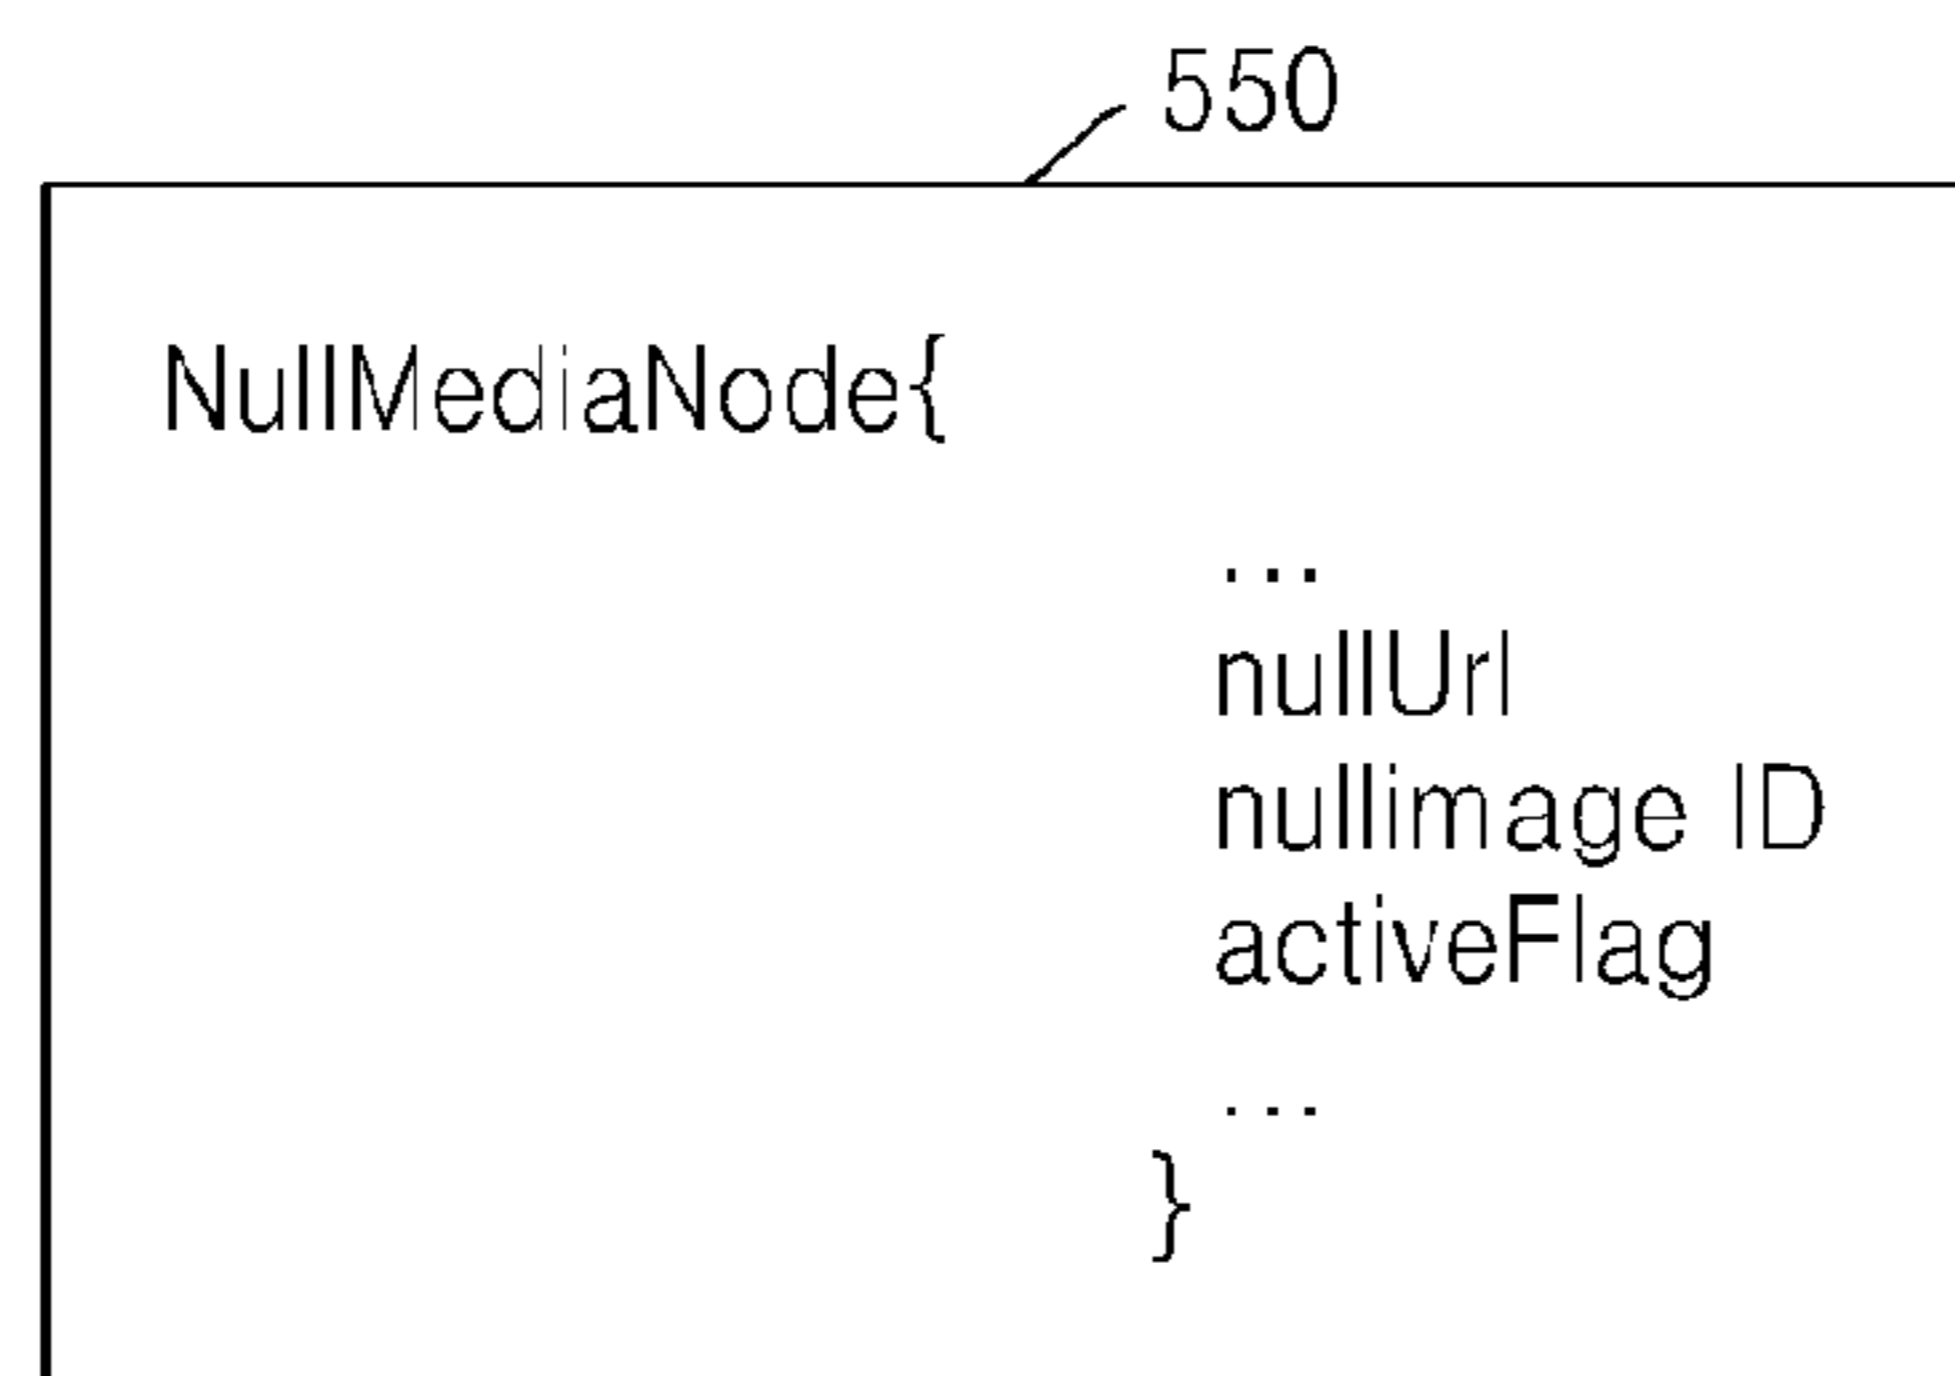 550
NullMediaNode{
...
nullUrl
nullimage ID
activeFlag
...
}